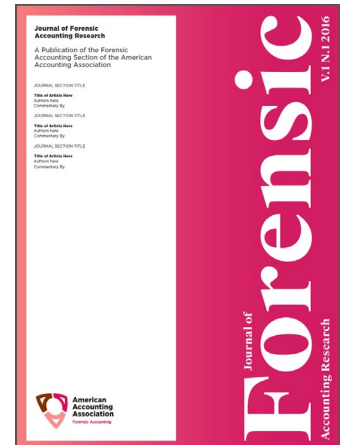 Journal of Forensic
Accounting Research
A Publication of the Forensic
Accounting Section of the American
Accounting Association
JOURNAL SECTION TITLE
Title of Article Here
Authors here
Commentary By
JOURNAL SECTION TITLE
Title of Article Here
Authors here
Commentary By
JOURNAL SECTION TITLE
Title of Article Here
Authors here
Commentary By
American
Accounting
Association
Forensic Accounting
Journal of
Forensic
Accounting Research
V.1 N.1 2016